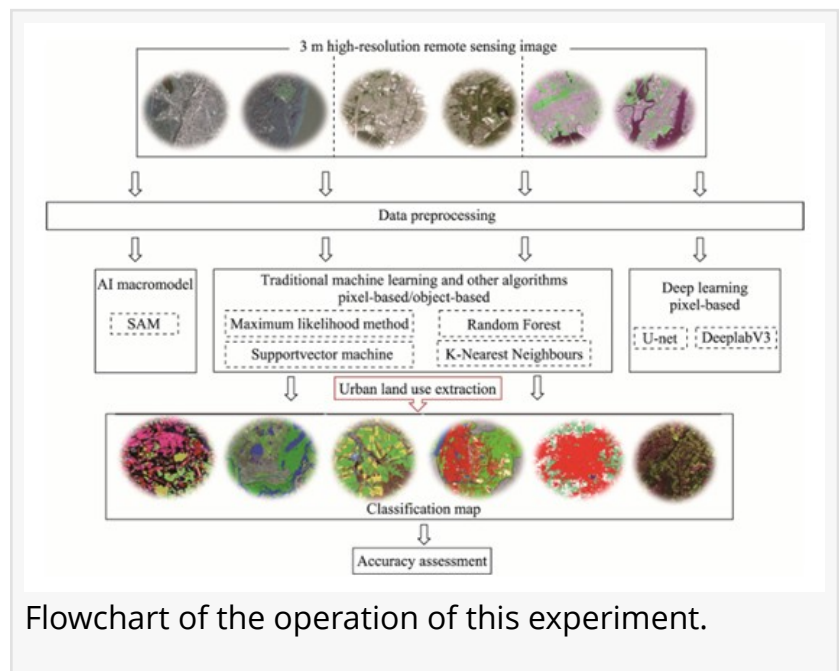 3 m high-resolution remote sensing image
Data preprocessing
AI macromodel
SAM
Traditional machine learning and other algorithms
pixel-based/object-based
Maximum likelihood method
Random Forest
Supportvector machine
K-Nearest Neighbours
Deep learning
pixel-based
U-net
DeeplabV3
Urban land use extraction
Classification map
Accuracy assessment
Flowchart of the operation of this experiment.